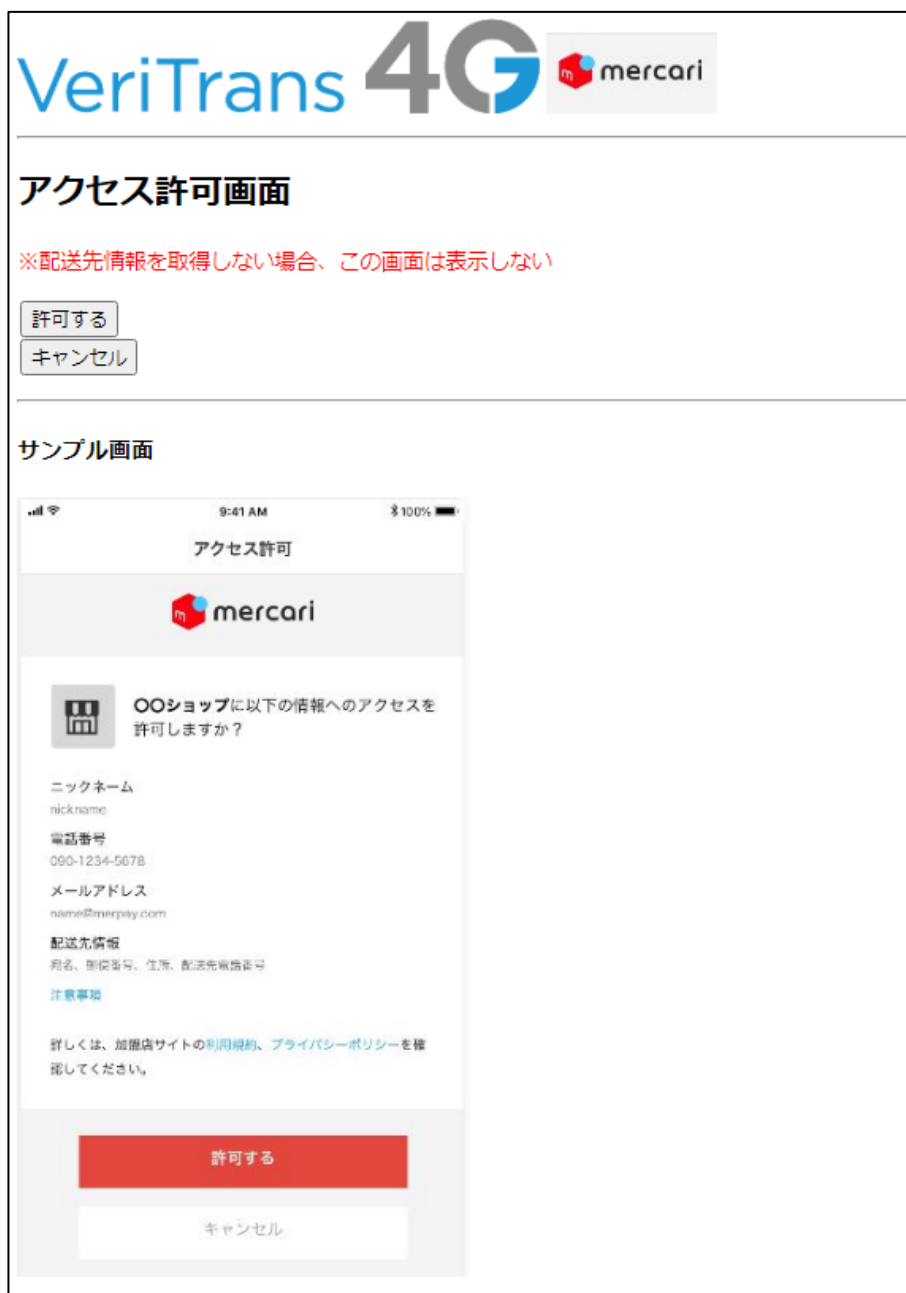 VeriTrans 4G mercari
アクセス許可画面
※配送先情報を取得しない場合、この画面は表示しない
許可する
キャンセル
サンプル画面
9:41 AM 100%
アクセス許可
mercari
〇〇ショップに以下の情報へのアクセスを
許可しますか？
ニックネーム
nickname
電話番号
090-1234-5678
メールアドレス
name@merpay.com
配送先情報
宛名、郵便番号、住所、配送先電話番号
注意事項
詳しくは、加盟店サイトの利用規約、プライバシーポリシーを確
認してください。
許可する
キャンセル